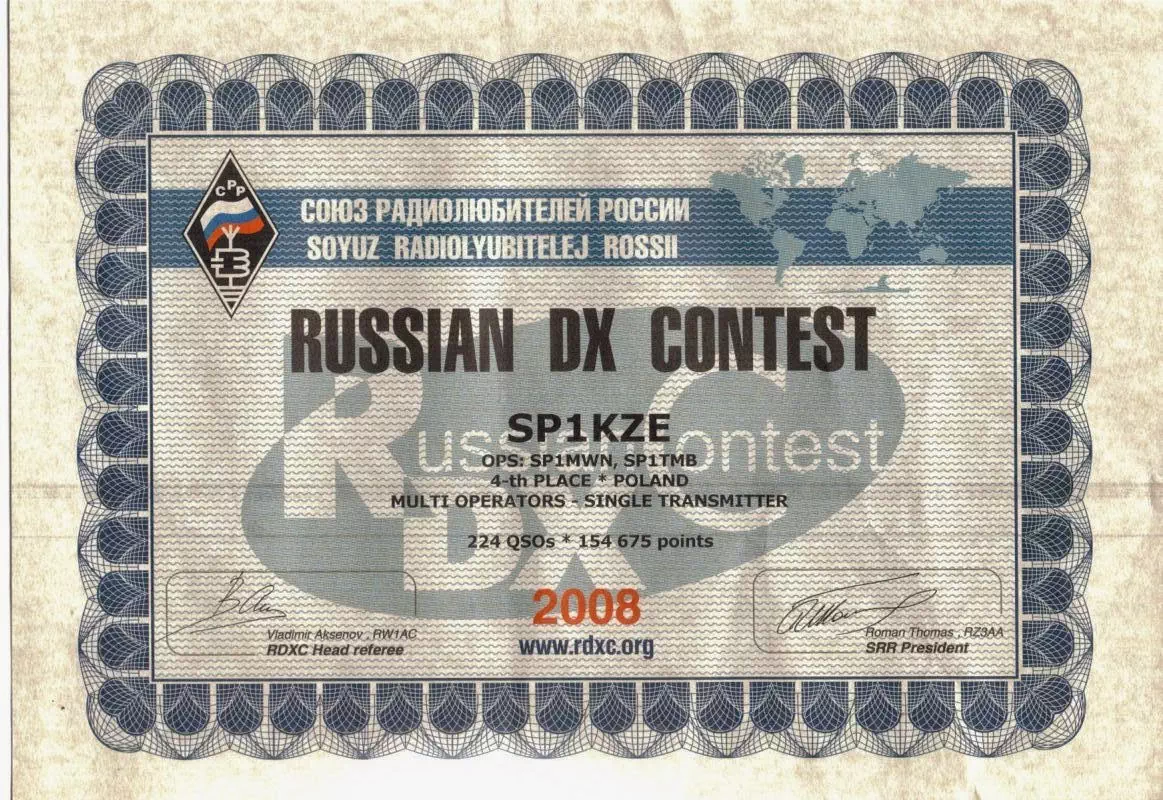 СРР
СОЮЗ РАДИОЛЮБИТЕЛЕЙ РОССИИ
SOYUZ RADIOLYUBITELEJ ROSSII
RUSSIAN DX CONTEST
Russian Contest
DX
SP1KZE
OPS: SP1MWN, SP1TMB
4-th PLACE * POLAND
MULTI OPERATORS - SINGLE TRANSMITTER
224 QSOs * 154 675 points
2008
www.rdxc.org
Vladimir Aksenov , RW1AC
RDXC Head referee
Roman Thomas , RZ3AA
SRR President